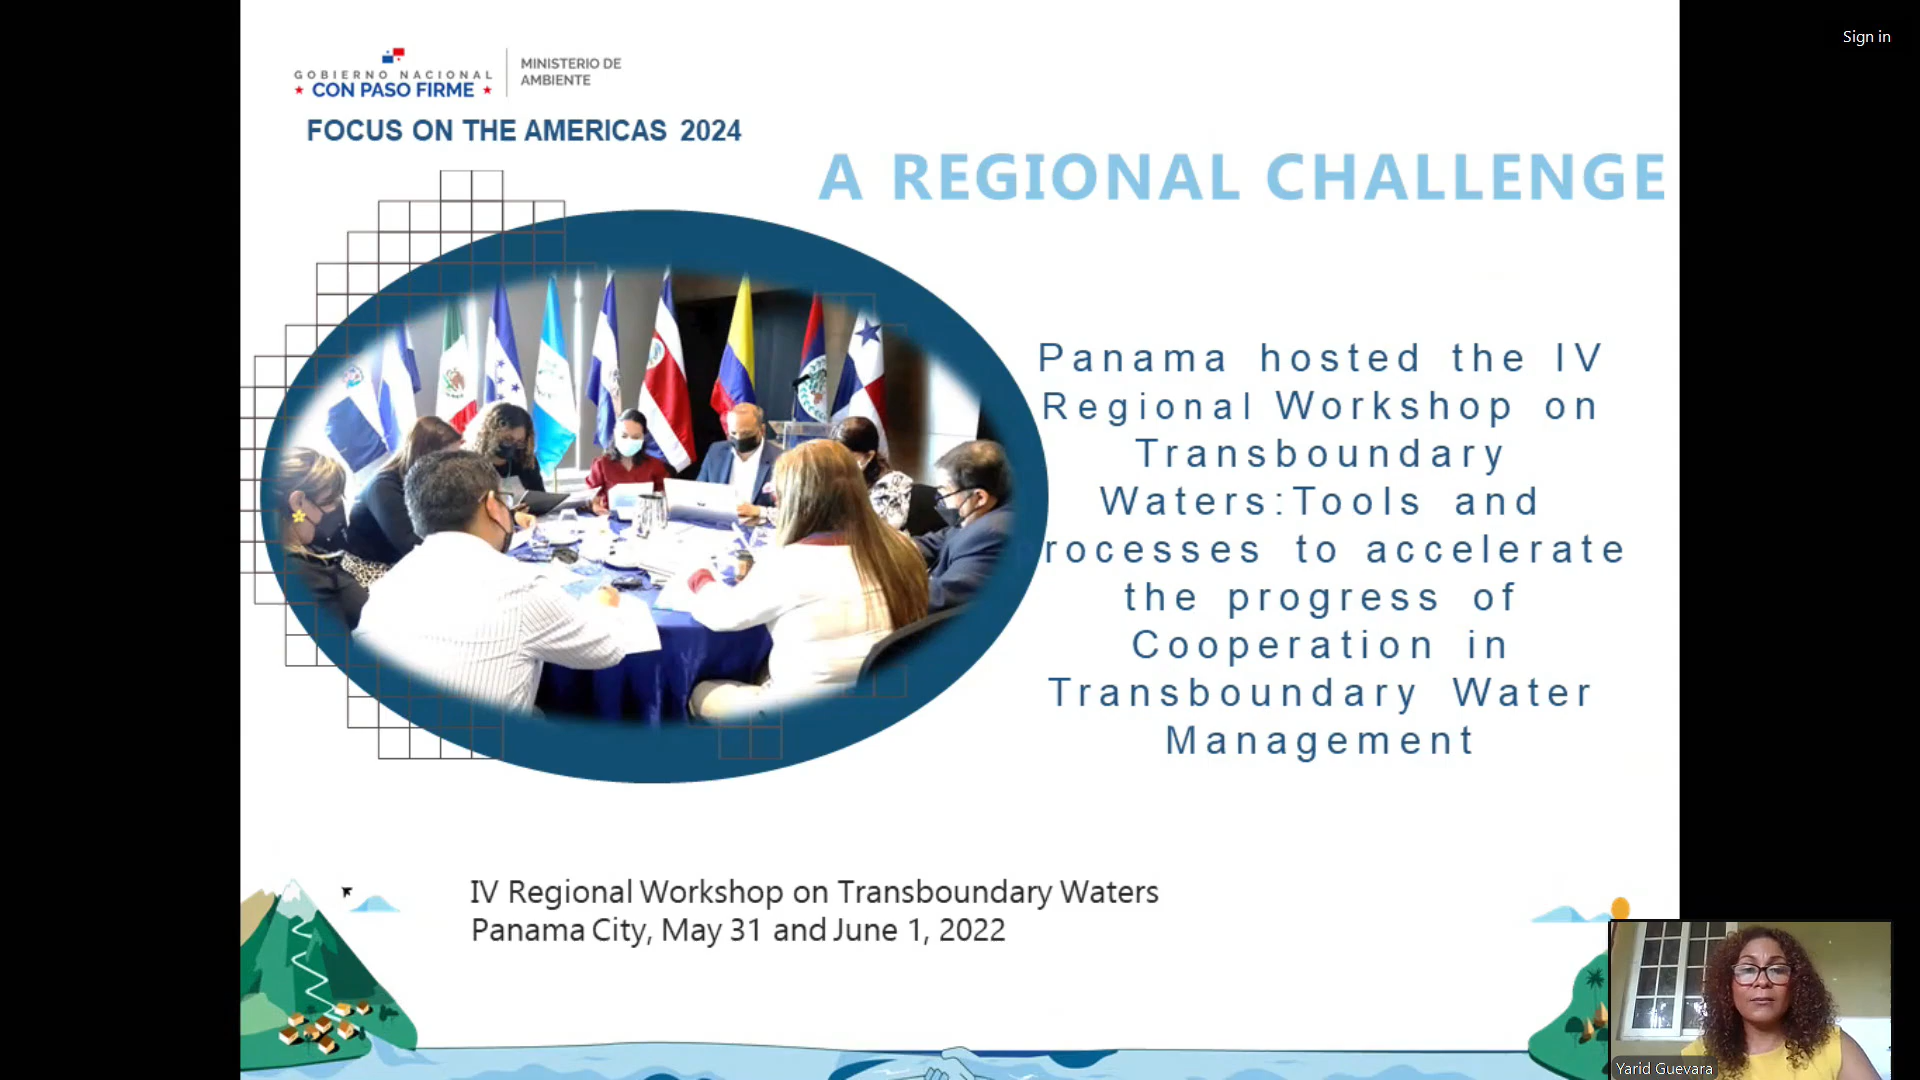 Sign in
GOBIERNO NACIONAL
CON PASO FIRME
MINISTERIO DE
AMBIENTE
FOCUS ON THE AMERICAS 2024
A REGIONAL CHALLENGE
Panama hosted the IV
Regional Workshop on
Transboundary
Waters:Tools and
rocesses to accelerate
the progress of
Cooperation in
Transboundary Water
Management
IV Regional Workshop on Transboundary Waters
Panama City, May 31 and June 1, 2022
Yarid Guevara